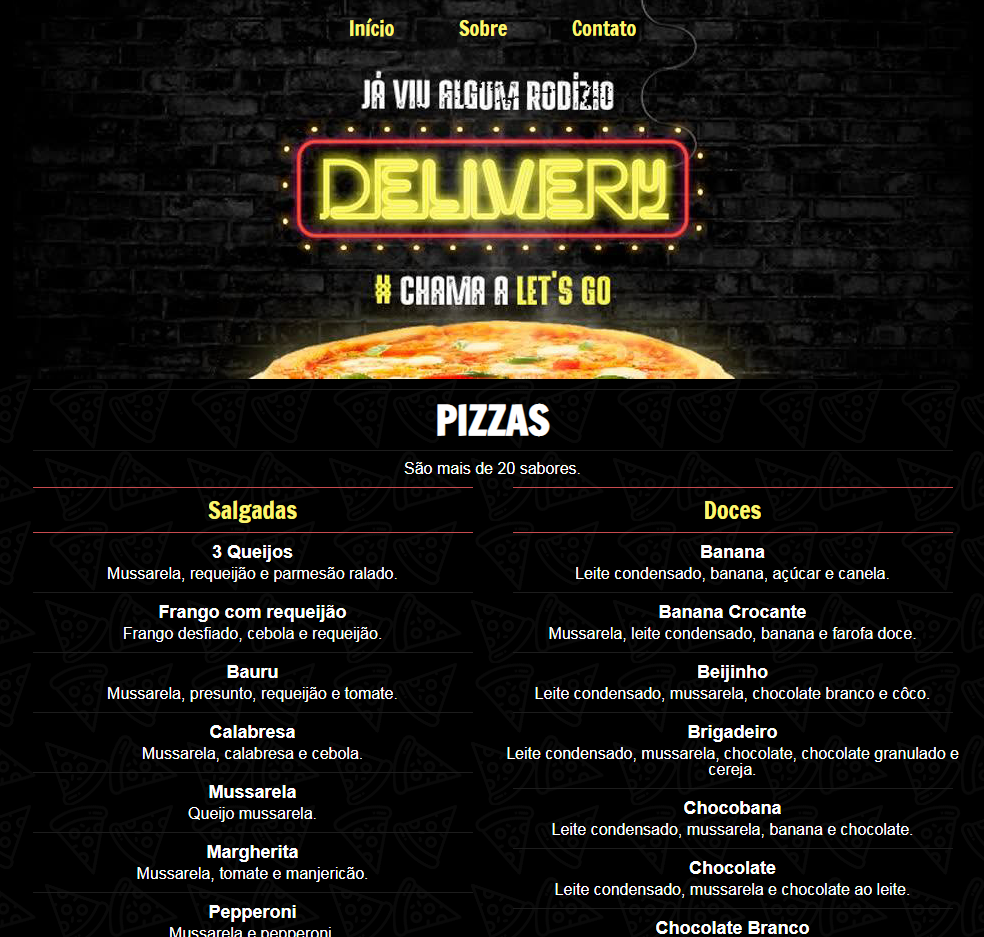 Início Sobre Contato
JÁ VIU ALGUM RODÍZIO
DELIVERY
# CHAMA A LET'S GO
PIZZAS
São mais de 20 sabores.
Salgadas
3 Queijos
Mussarela, requeijão e parmesão ralado.
Frango com requeijão
Frango desfiado, cebola e requeijão.
Bauru
Mussarela, presunto, requeijão e tomate.
Calabresa
Mussarela, calabresa e cebola.
Mussarela
Queijo mussarela.
Margherita
Mussarela, tomate e manjericão.
Pepperoni
Mussarela e pepperoni
Doces
Banana
Leite condensado, banana, açúcar e canela.
Banana Crocante
Mussarela, leite condensado, banana e farofa doce.
Beijinho
Leite condensado, mussarela, chocolate branco e côco.
Brigadeiro
Leite condensado, mussarela, chocolate, chocolate granulado e
cereja.
Chocobana
Leite condensado, mussarela, banana e chocolate.
Chocolate
Leite condensado, mussarela e chocolate ao leite.
Chocolate Branco